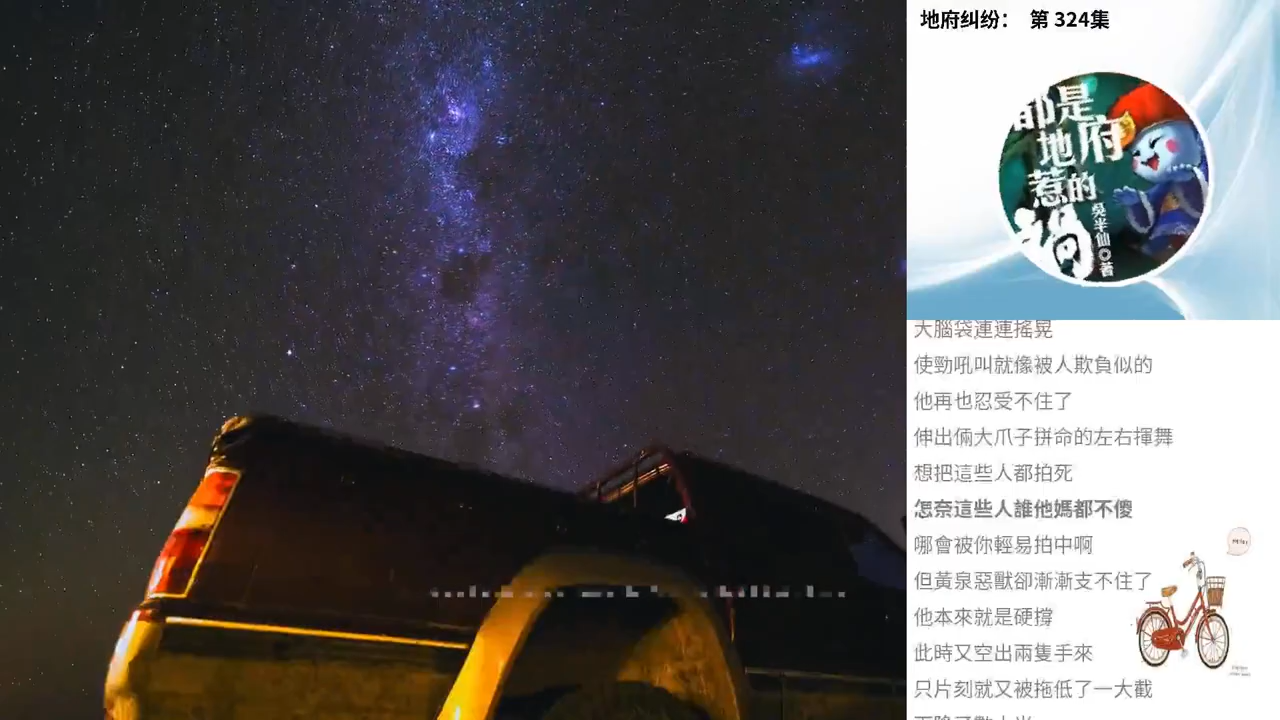 地府纠纷： 第 324集
都是
地府
惹的
禍
吳半仙◎著
大腦袋連連搖晃
使勁吼叫就像被人欺負似的
他再也忍受不住了
伸出倆大爪子拼命的左右揮舞
想把這些人都拍死
怎奈這些人誰他媽都不傻
哪會被你輕易拍中啊
但黃泉惡獸卻漸漸支不住了
他本來就是硬撐
此時又空出兩隻手來
只片刻就又被拖低了一大截